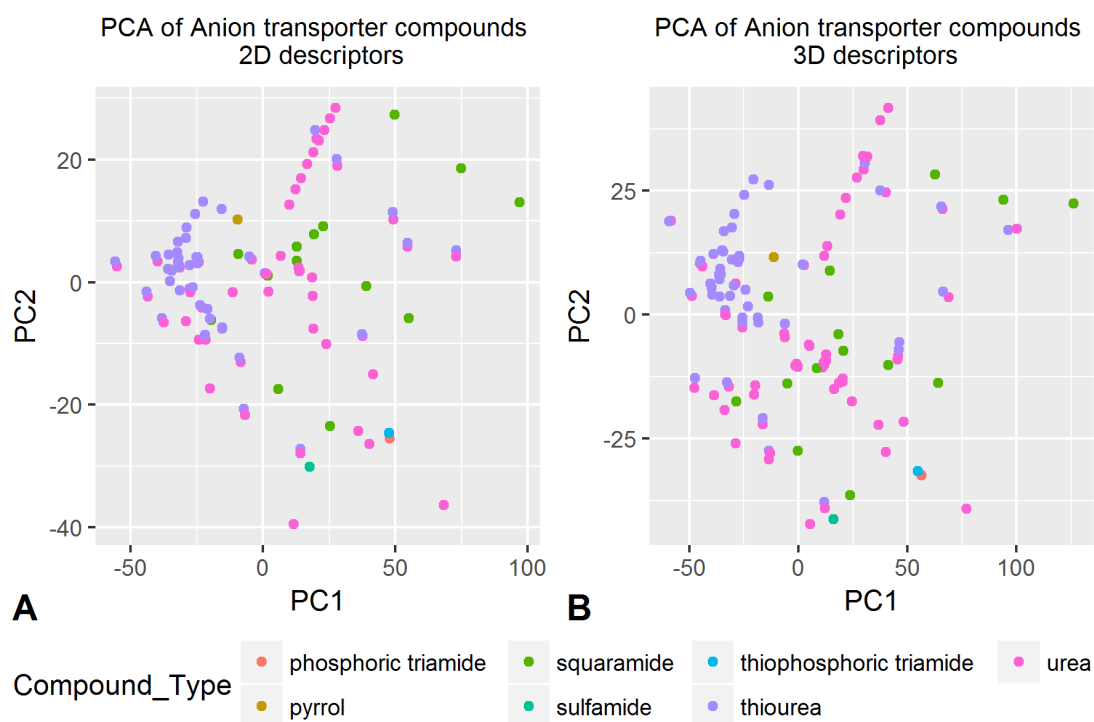 PCA of Anion transporter compounds
2D descriptors
PC2
20
0
-20
-40
-50
0
50
100
PC1
A
PCA of Anion transporter compounds
3D descriptors
PC2
25
0
-25
-50
0
50
100
PC1
B
Compound_Type
phosphoric triamide
pyrrol
squaramide
sulfamide
thiophosphoric triamide
thiourea
urea